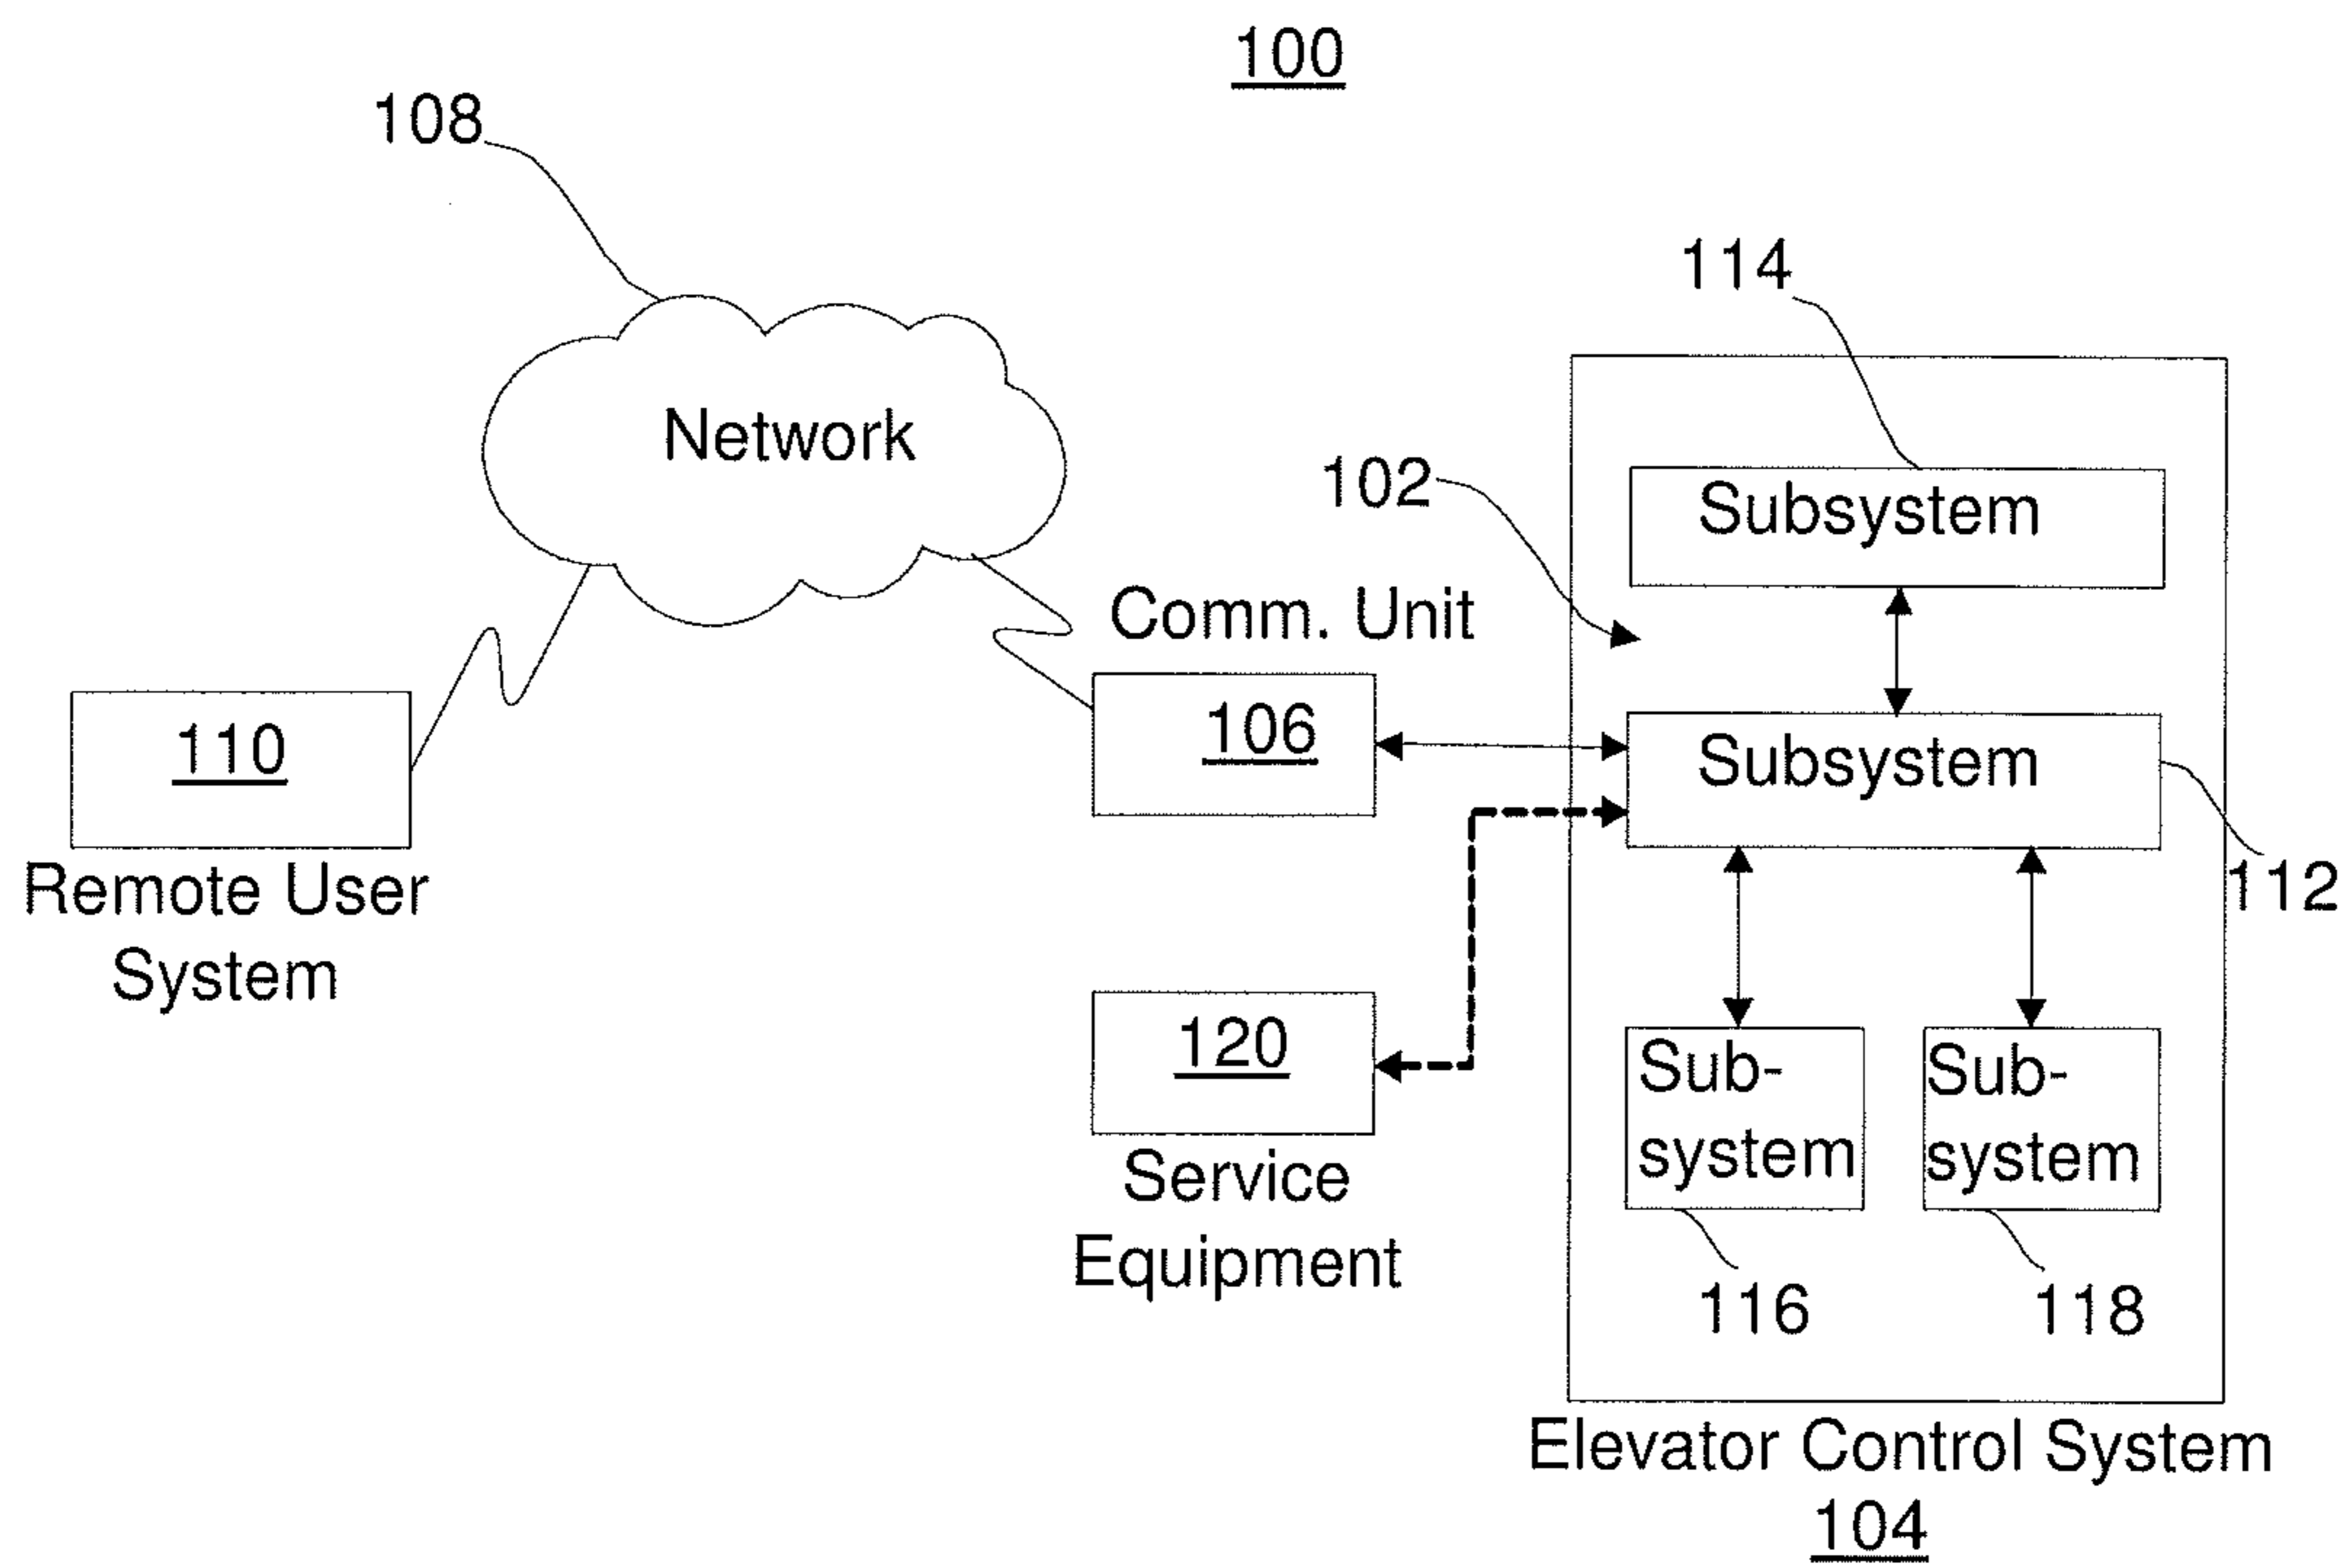 100
108
Network
114
Subsystem
102
Comm. Unit
106
110
Remote User
System
Subsystem
112
120
Service
Equipment
Sub-
system
Sub-
system
116
118
Elevator Control System
104